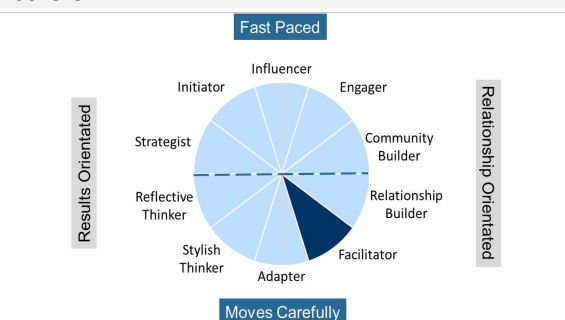 Fast Paced
Influencer
Initiator
Engager
Strategist
Community
Builder
Results Orientated
Relationship Orientated
Reflective
Thinker
Relationship
Builder
Stylish
Thinker
Facilitator
Adapter
Moves Carefully